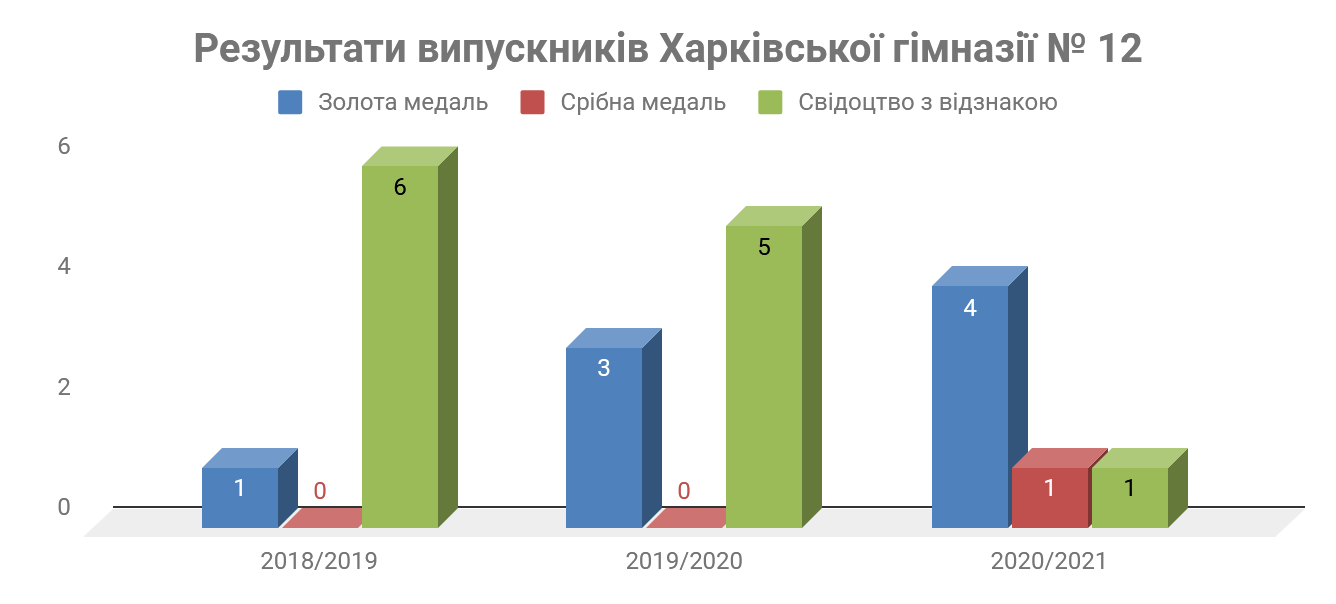 Результати випускників Харківської гімназії № 12
Золота медаль Срібна медаль Свідоцтво з відзнакою
6
4
2
0
1 0 6
3 0 5
4 1 1
2018/2019 2019/2020 2020/2021